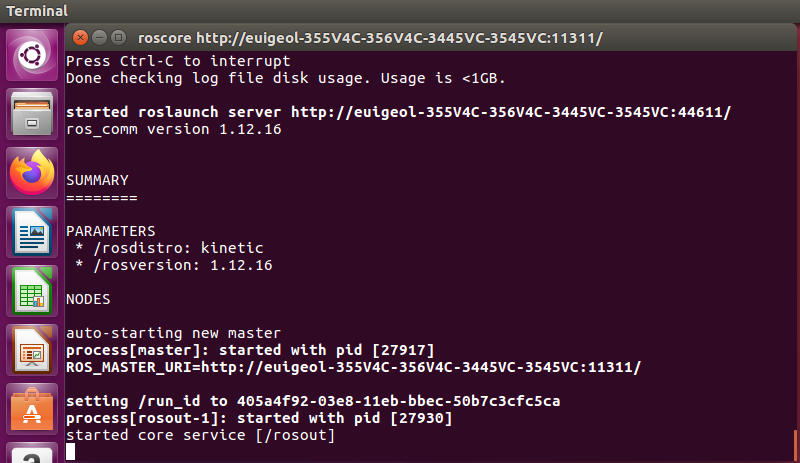 Terminal
roscore http://euigeol-355V4C-356V4C-3445VC-3545VC:11311/
Press Ctrl-C to interrupt
Done checking log file disk usage. Usage is <1GB.
started roslaunch server http://euigeol-355V4C-356V4C-3445VC-3545VC:44611/
ros_comm version 1.12.16
SUMMARY
========
PARAMETERS
* /rosdistro: kinetic
* /rosversion: 1.12.16
NODES
auto-starting new master
process[master]: started with pid [27917]
ROS_MASTER_URI=http://euigeol-355V4C-356V4C-3445VC-3545VC:11311/
setting /run_id to 405a4f92-03e8-11eb-bbec-50b7c3cfc5ca
process[rosout-1]: started with pid [27930]
started core service [/rosout]